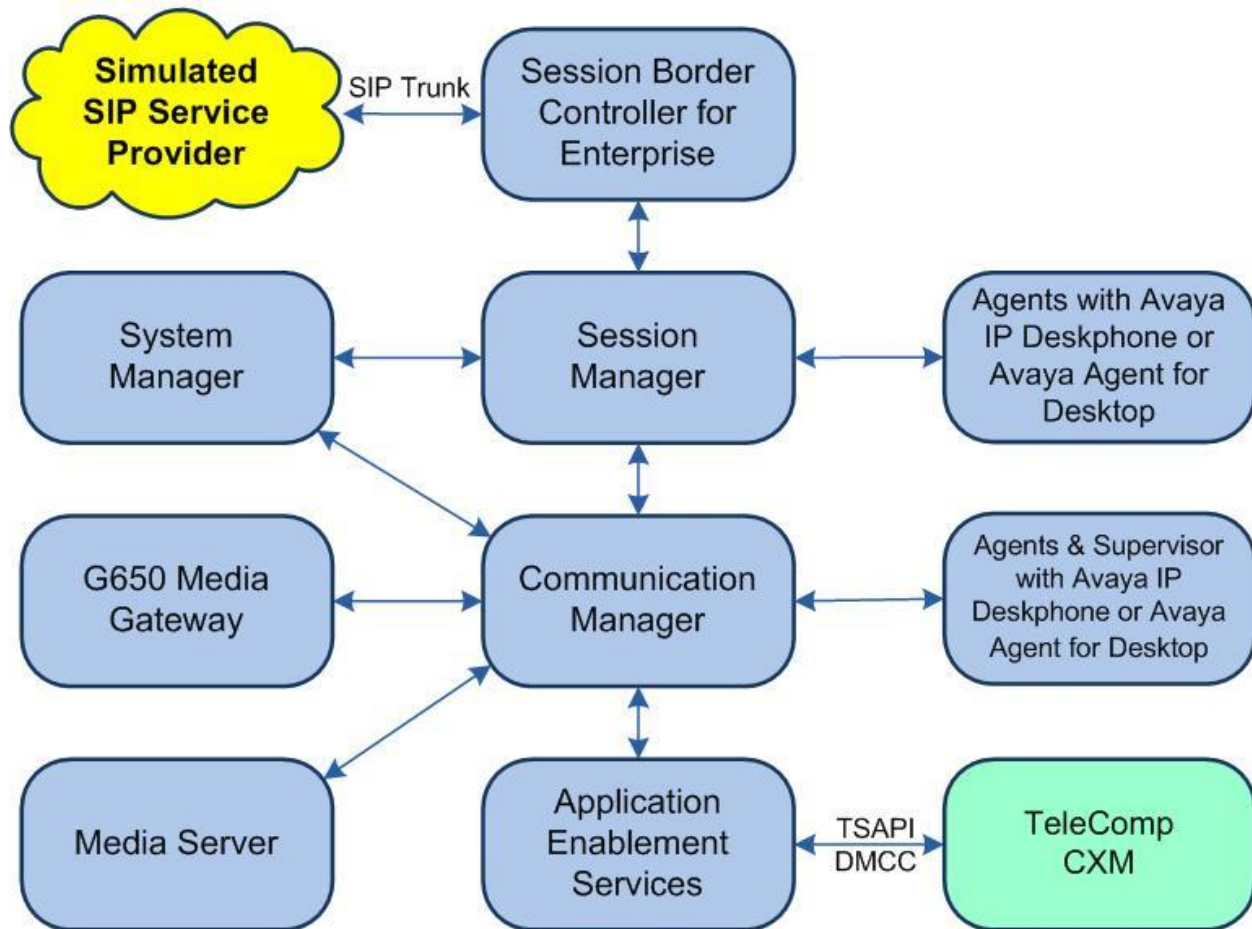 Simulated
SIP Service
Provider
SIP Trunk
Session Border
Controller for
Enterprise
System
Manager
Session
Manager
Agents with Avaya
IP Deskphone or
Avaya Agent for
Desktop
G650 Media
Gateway
Communication
Manager
Agents & Supervisor
with Avaya IP
Deskphone or Avaya
Agent for Desktop
Media Server
Application
Enablement
Services
TSAPI
DMCC
TeleComp
CXM